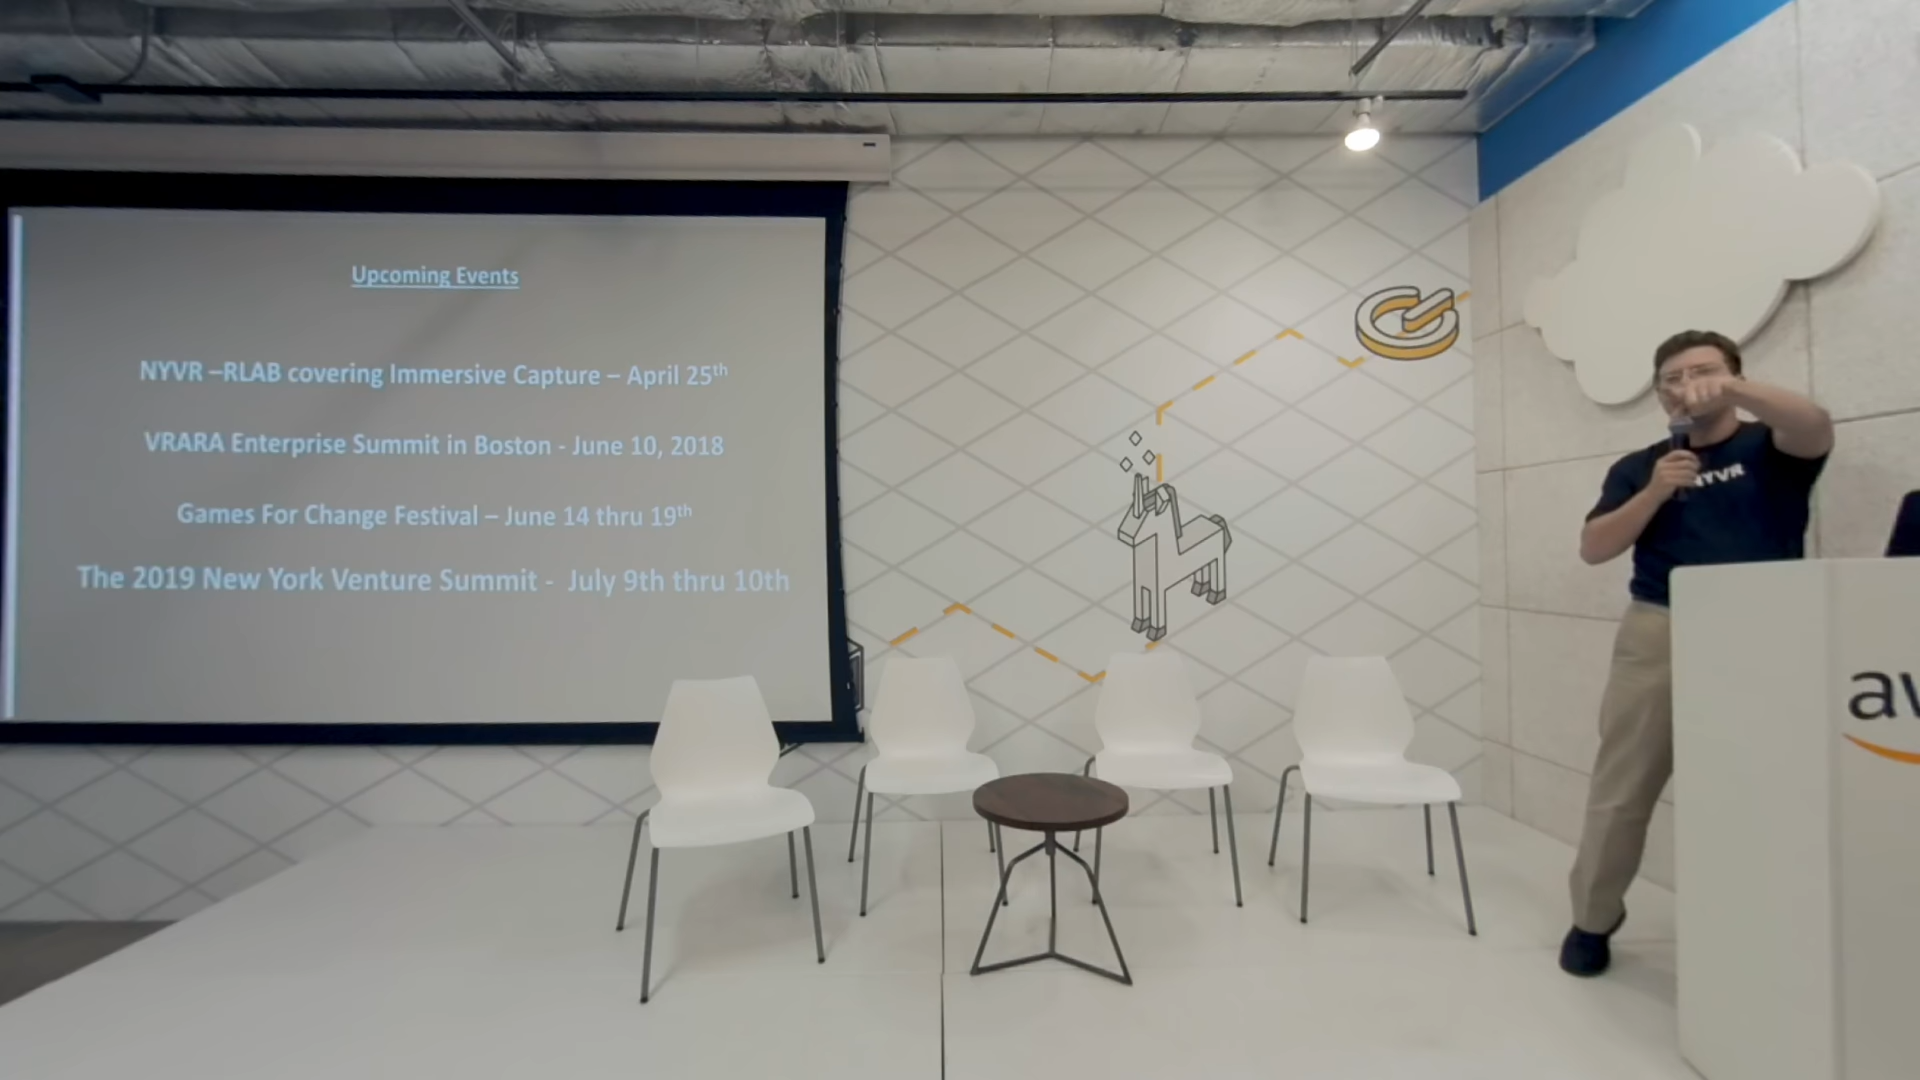 Upcoming Events
NYVR –RLAB covering Immersive Capture – April 25th
VRARA Enterprise Summit in Boston - June 10, 2018
Games For Change Festival – June 14 thru 19th
The 2019 New York Venture Summit - July 9th thru 10th
NYVR
aw